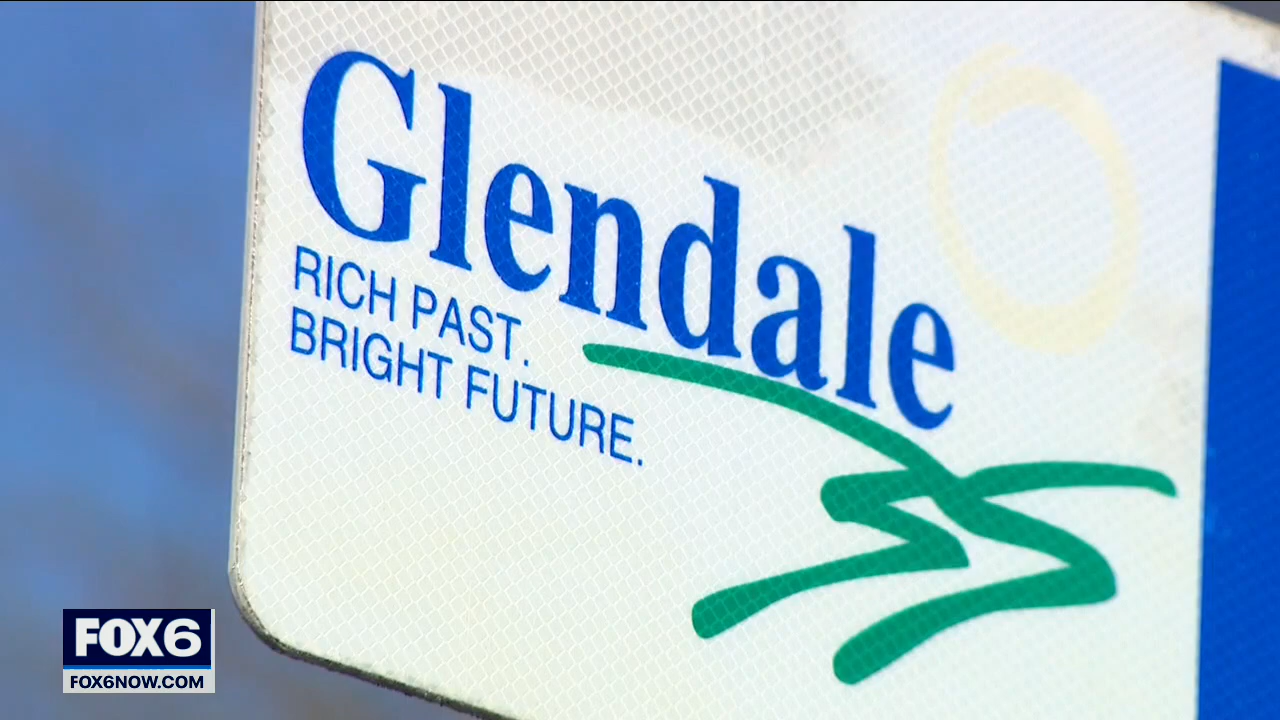 Glendale
RICH PAST.
BRIGHT FUTURE.
FOX6
FOX6NOW.COM